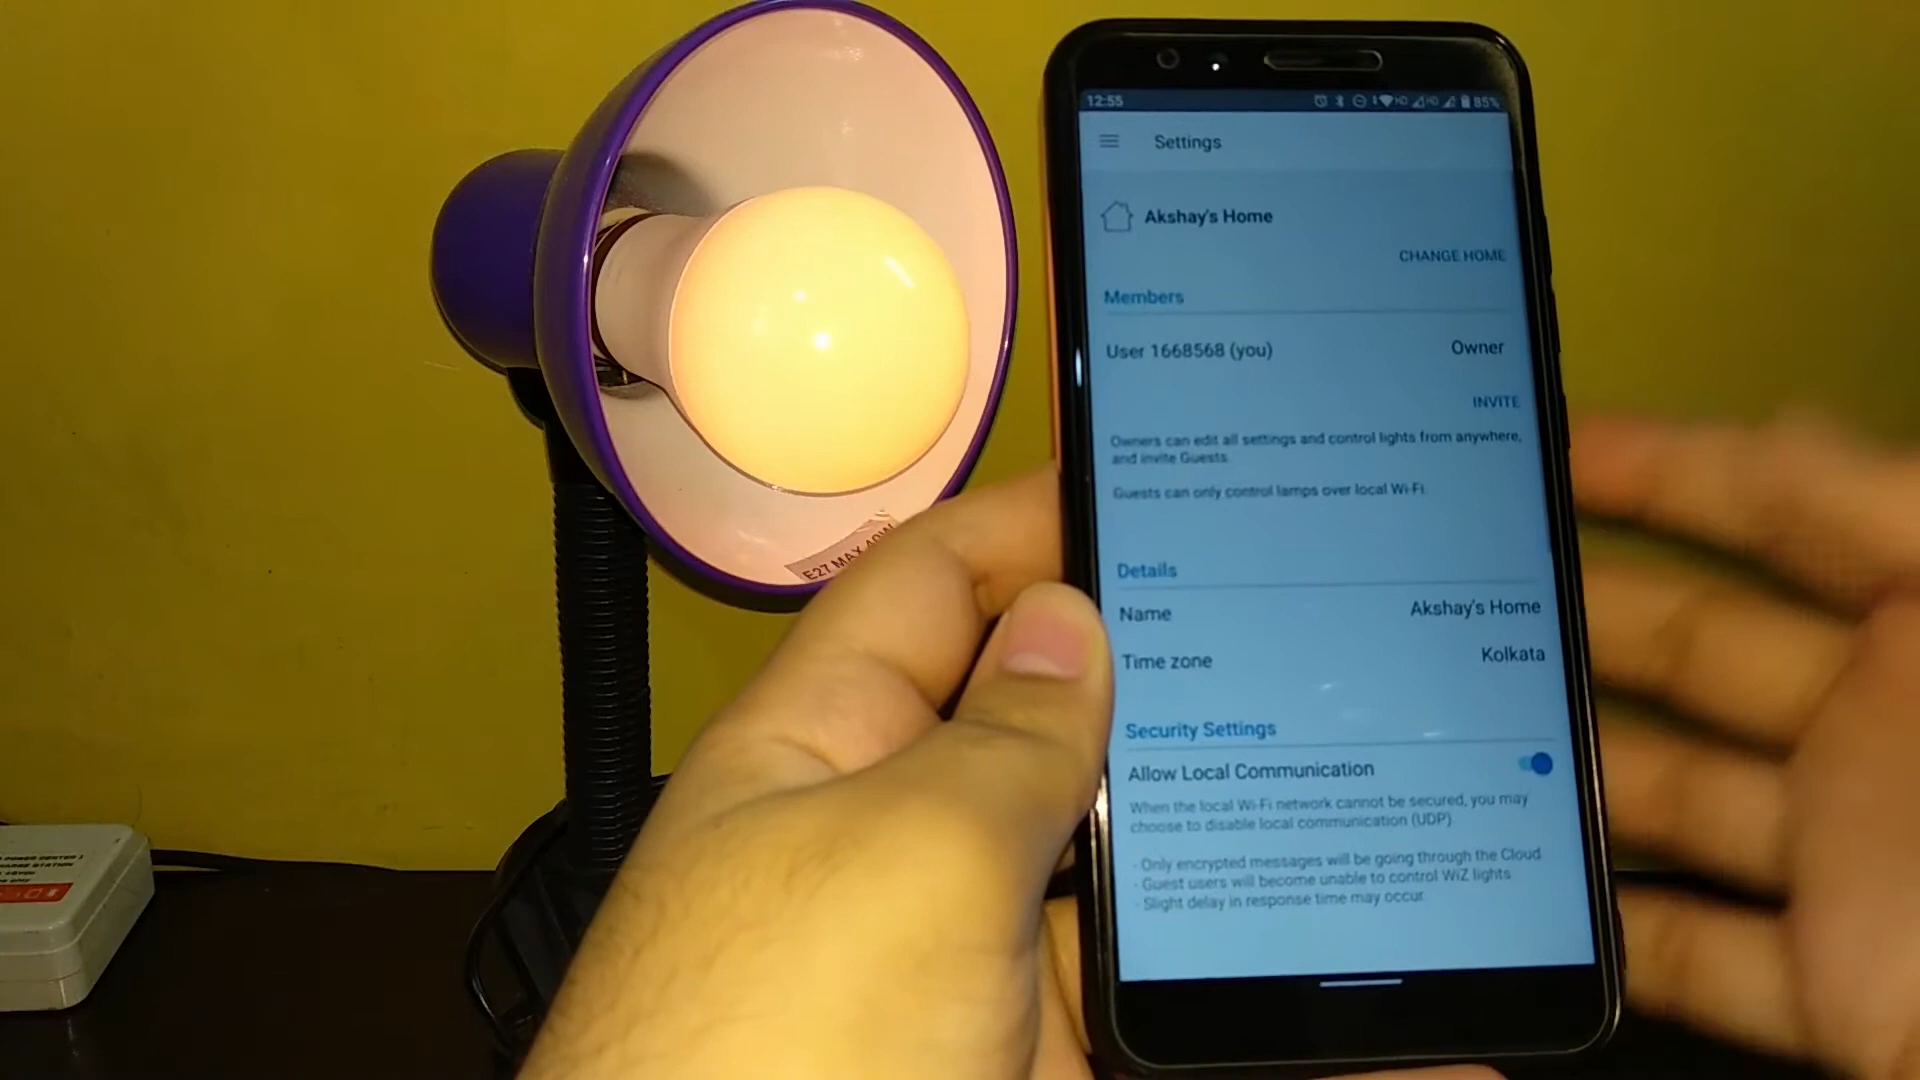 12:55
85%
Settings
Akshay's Home
CHANGE HOME
Members
User 1668568 (you)
Owner
INVITE
Owners can edit all settings and control lights from anywhere,
and invite Guests.
Guests can only control lamps over local Wi-Fi.
Details
Name
Akshay's Home
Time zone
Kolkata
Security Settings
Allow Local Communication
When the local Wi-Fi network cannot be secured, you may
choose to disable local communication (UDP)
- Only encrypted messages will be going through the Cloud
- Guest users will become unable to control WiZ lights
- Slight delay in response time may occur.
E27 MAX 40W